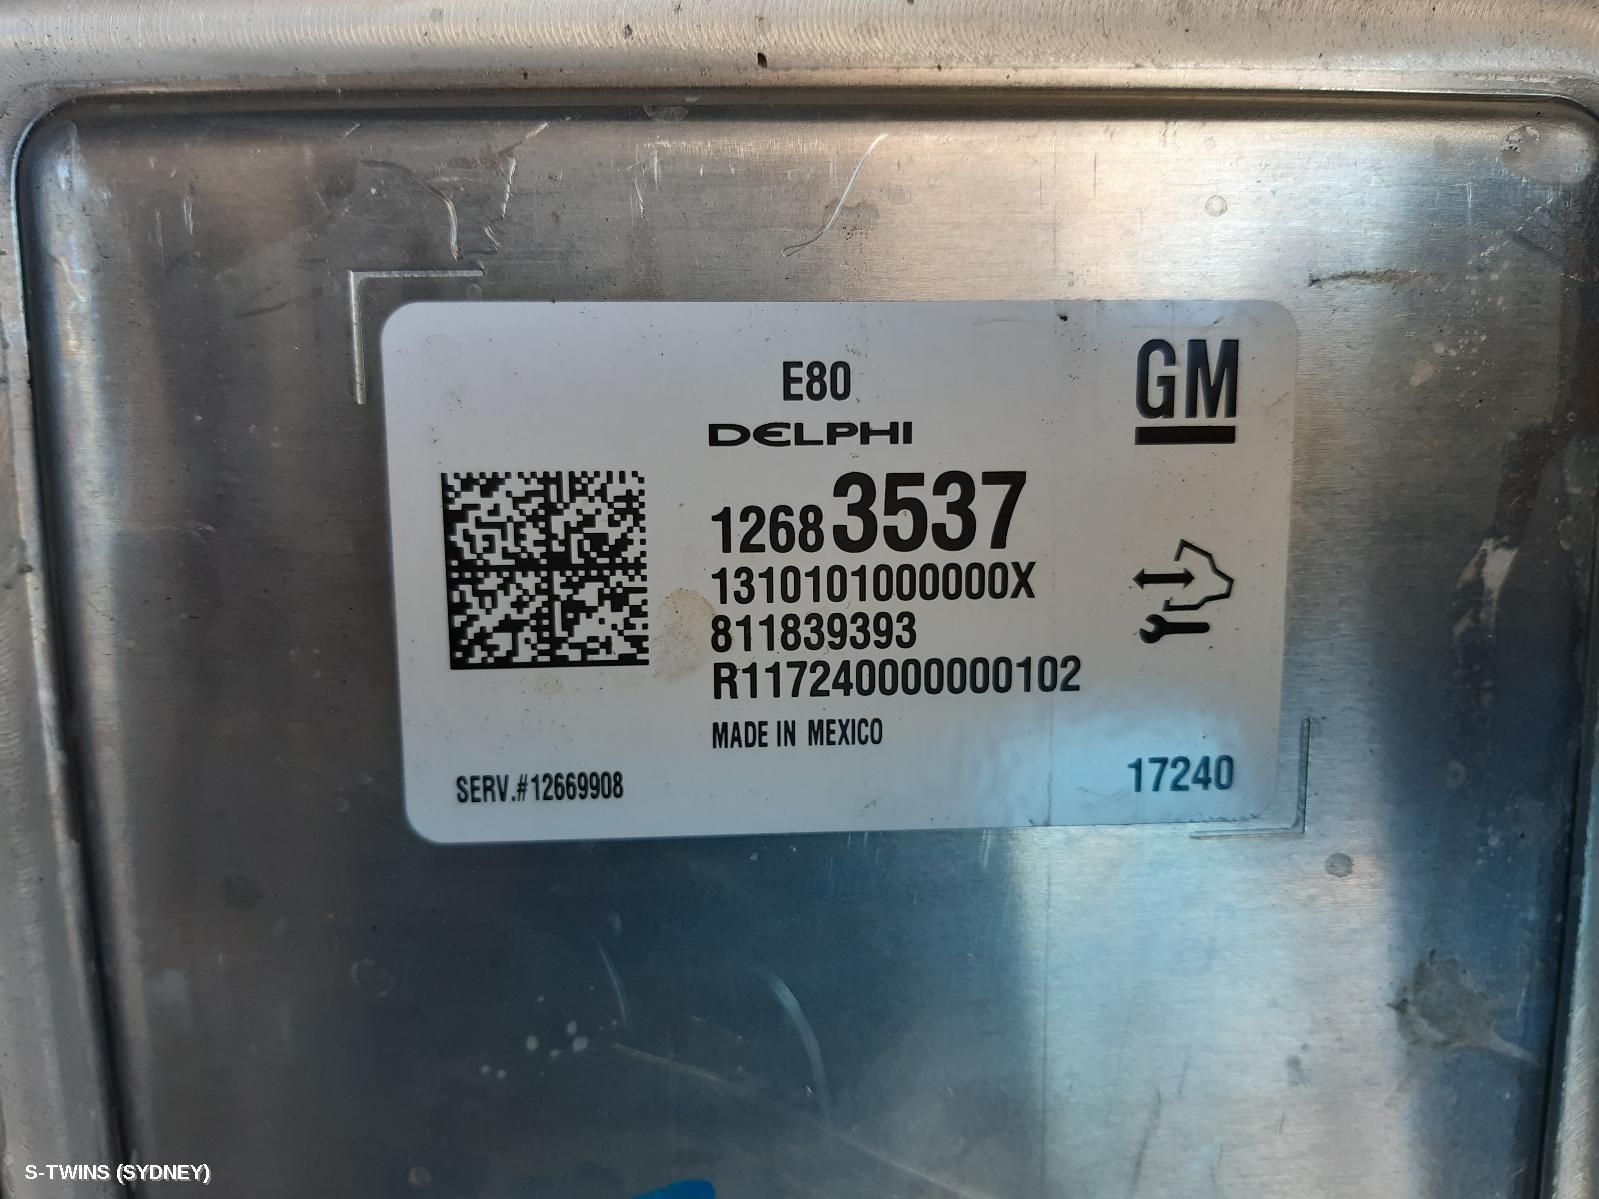 E80
GM
DELPHI
12683537
1310101000000X
811839393
R117240000000102
MADE IN MEXICO
17240
SERV.#12669908
S-TWINS (SYDNEY)